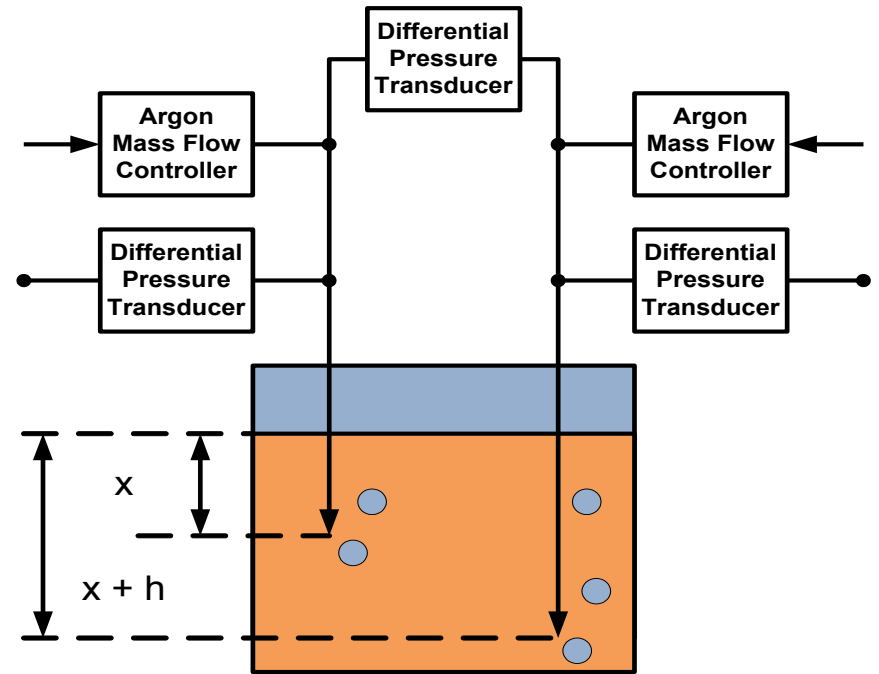 Differential
Pressure
Transducer
Argon
Mass Flow
Controller
Argon
Mass Flow
Controller
Differential
Pressure
Transducer
Differential
Pressure
Transducer
x
x + h